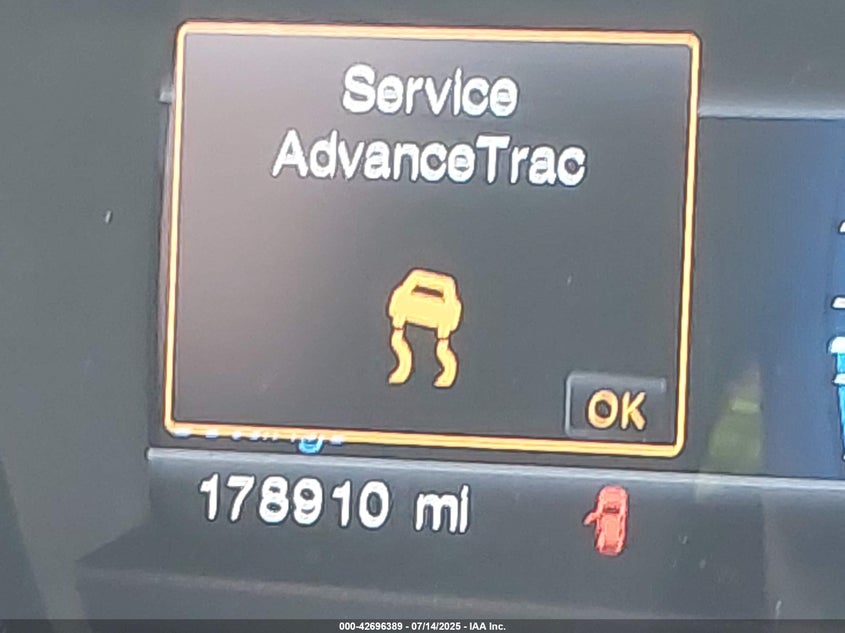 Service
AdvanceTrac
OK
178910 mi
000-42696389 - 07/14/2025 - IAA Inc.